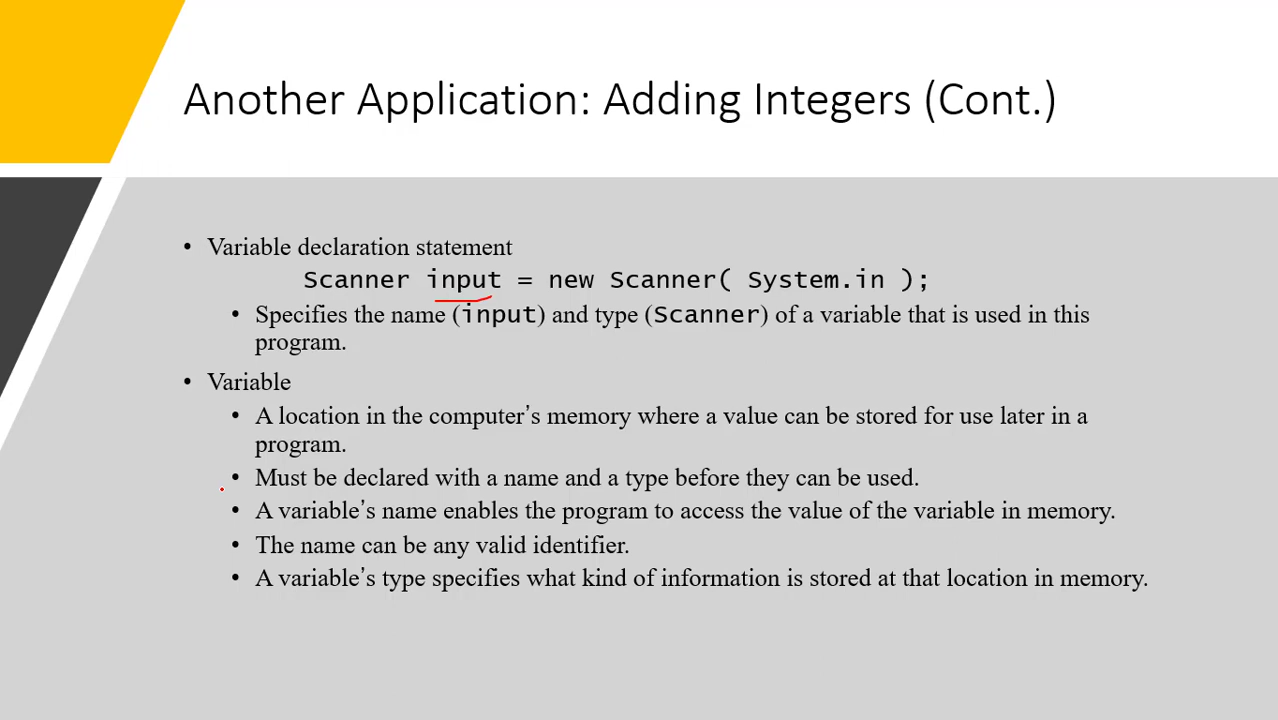 Another Application: Adding Integers (Cont.)
• Variable declaration statement
Scanner input = new Scanner( System.in );
• Specifies the name (input) and type (Scanner) of a variable that is used in this
program.
• Variable
• A location in the computer’s memory where a value can be stored for use later in a
program.
• Must be declared with a name and a type before they can be used.
• A variable’s name enables the program to access the value of the variable in memory.
• The name can be any valid identifier.
• A variable’s type specifies what kind of information is stored at that location in memory.